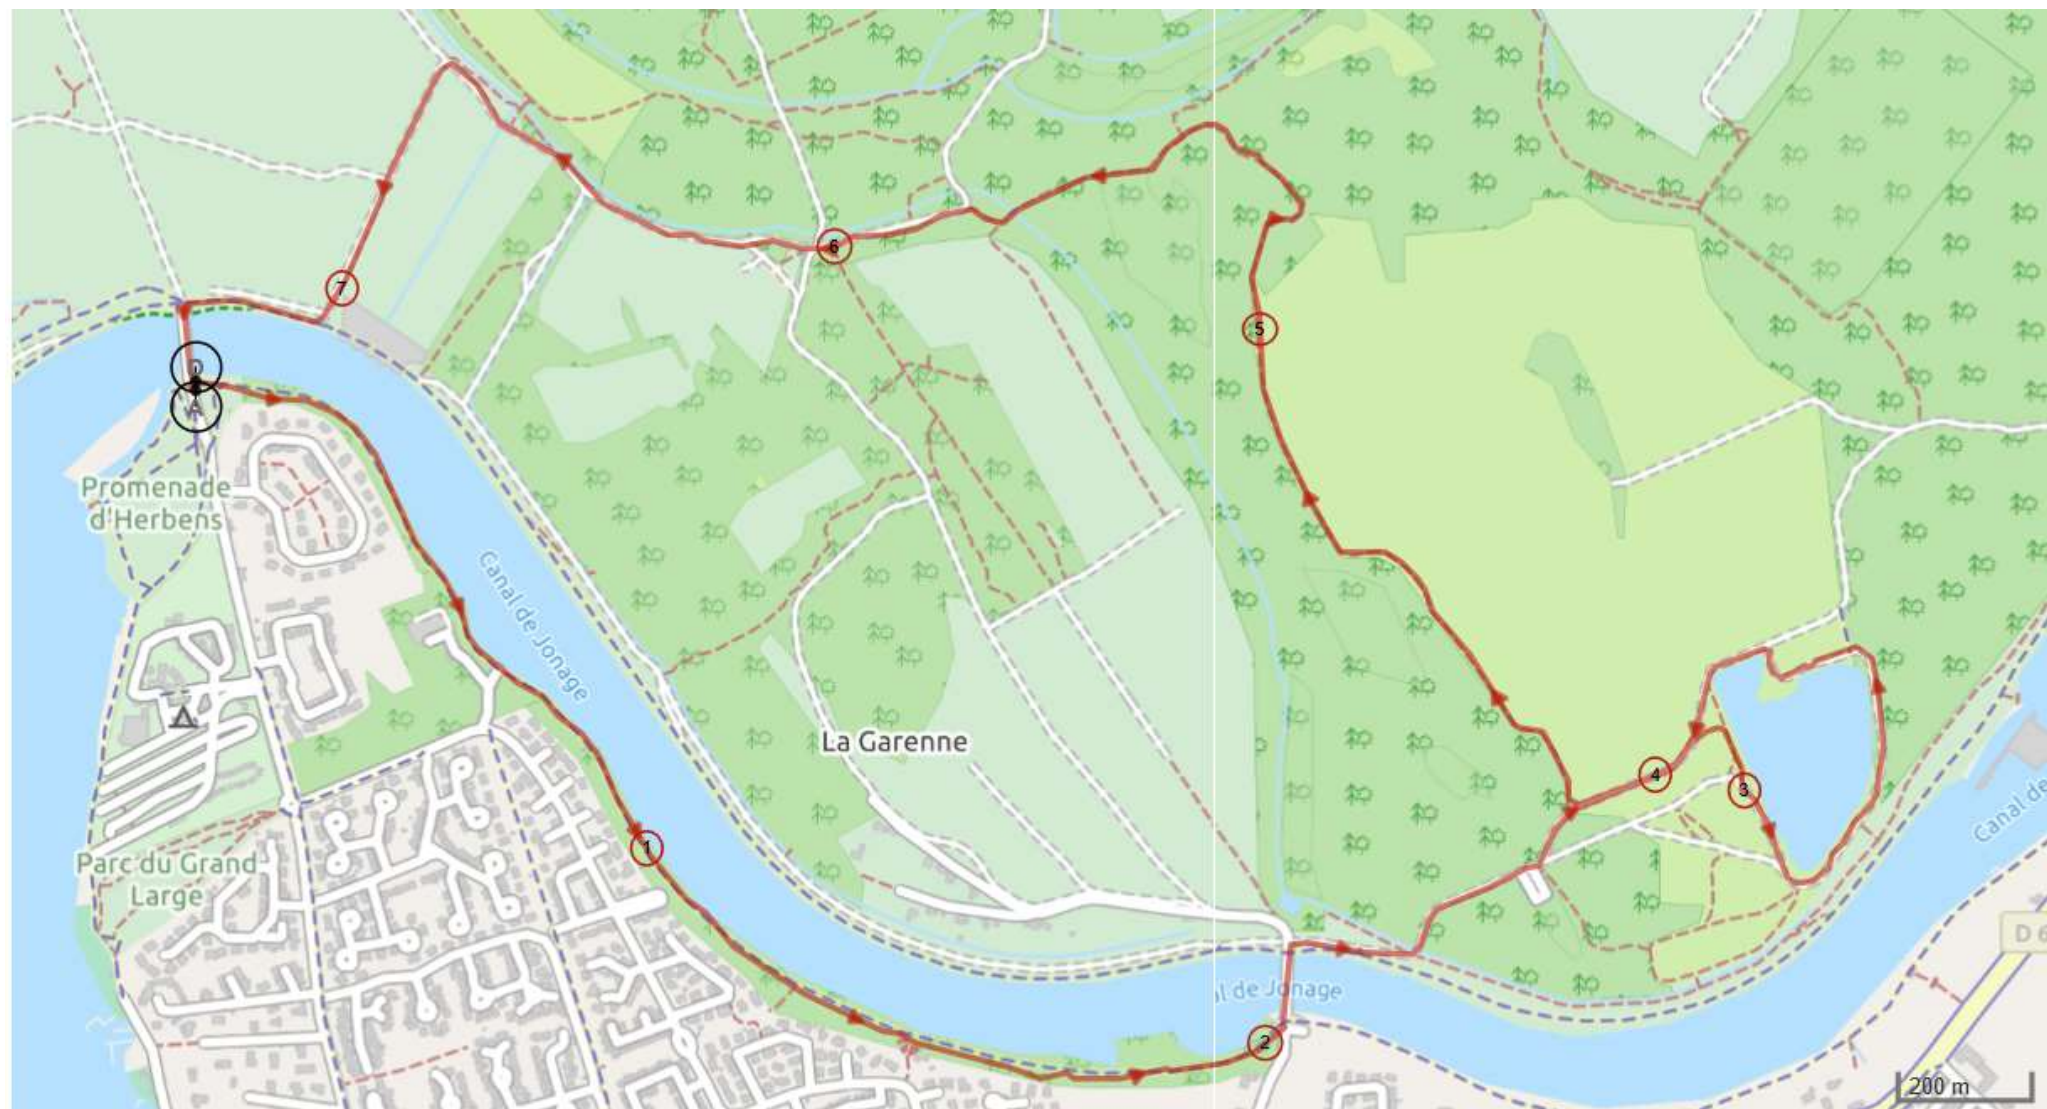 6
7
5
D
A
Promenade
d'Herbens
Canal de Jonage
La Garenne
4
3
1
Parc du Grand
Large
Canal de
D 6
al de Jonage
2
200 m